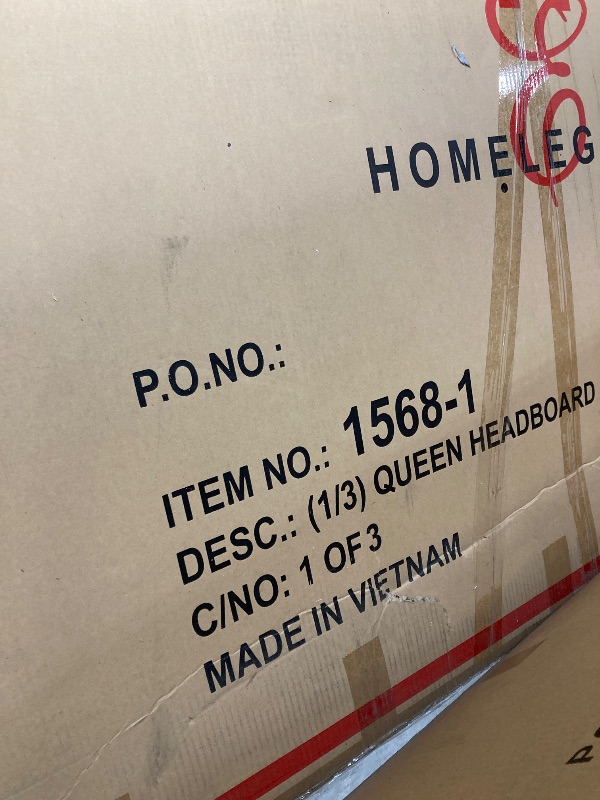 HOMELEG
P.O.NO.:
ITEM NO.: 1568-1
DESC.: (1/3) QUEEN HEADBOARD
C/NO: 1 OF 3
MADE IN VIETNAM